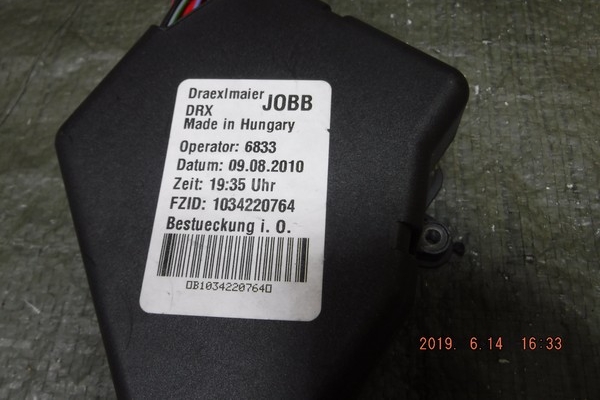 Draexlmaier JOBB
DRX
Made in Hungary
Operator: 6833
Datum: 09.08.2010
Zeit: 19:35 Uhr
FZID: 1034220764
Bestueckung i. O.
▯B1034220764▯
2019. 6.14 16:33